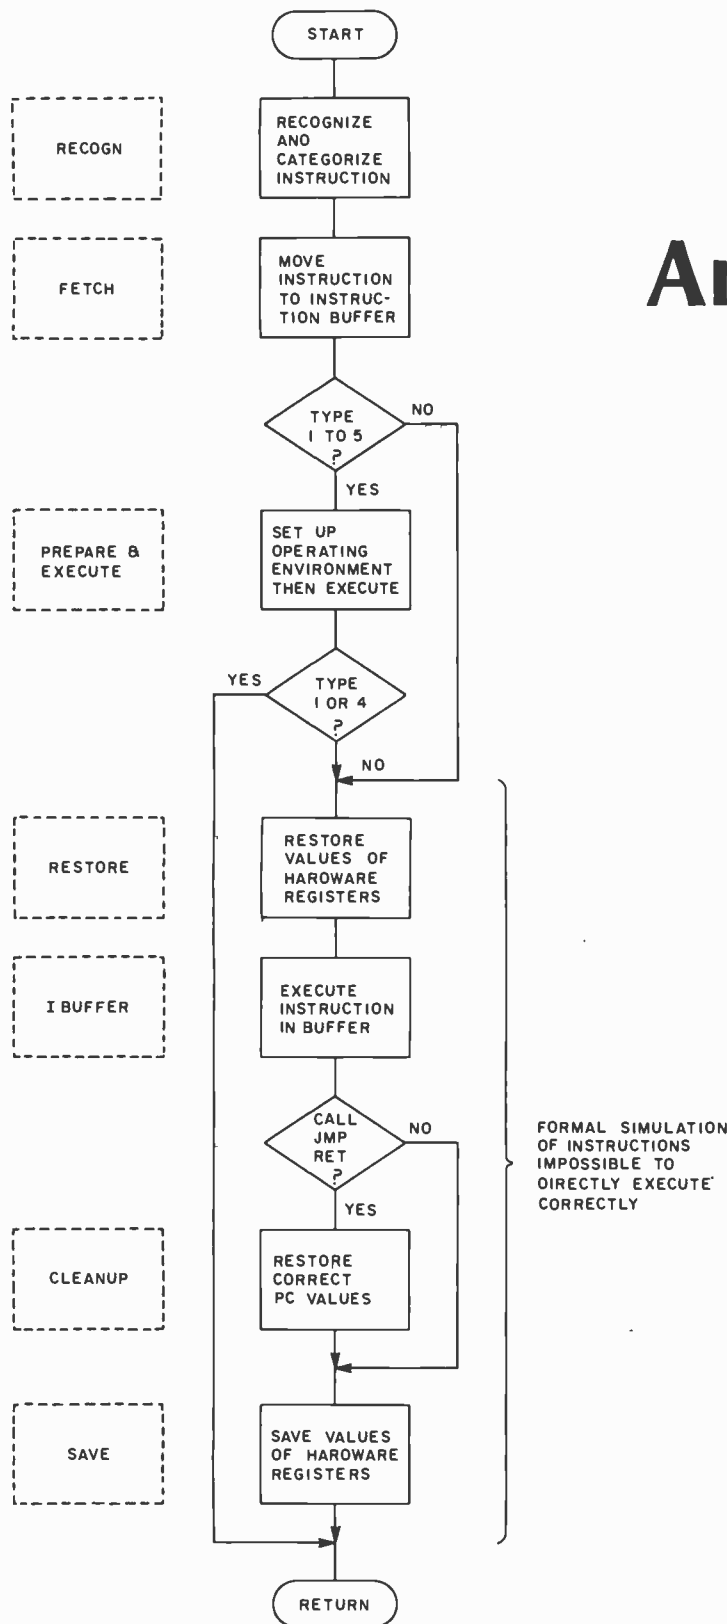 START
RECOGN
RECOGNIZE
AND
CATEGORIZE
INSTRUCTION
FETCH
MOVE
INSTRUCTION
TO INSTRUC-
TION BUFFER
TYPE
1 TO 5
?
NO
YES
PREPARE &
EXECUTE
SET UP
OPERATING
ENVIRONMENT
THEN EXECUTE
YES
TYPE
1 OR 4
?
NO
RESTORE
RESTORE
VALUES OF
HAROWARE
REGISTERS
I BUFFER
EXECUTE
INSTRUCTION
IN BUFFER
CALL
JMP
RET
?
NO
YES
FORMAL SIMULATION
OF INSTRUCTIONS
IMPOSSIBLE TO
OIRECTLY EXECUTE
CORRECTLY
CLEANUP
RESTORE
CORRECT
PC VALUES
SAVE
SAVE VALUES
OF HAROWARE
REGISTERS
RETURN